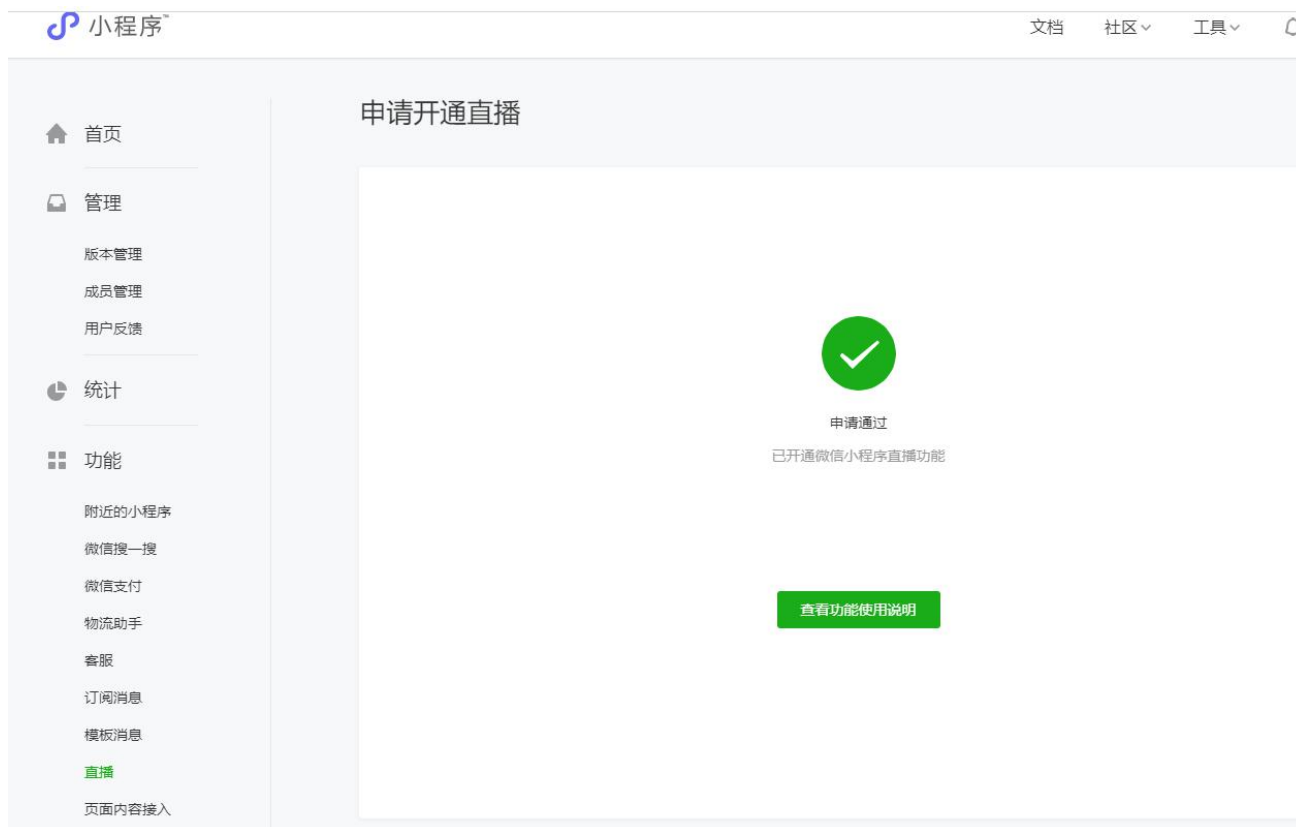 小程序™
文档
社区
工具
首页
管理
版本管理
成员管理
用户反馈
统计
功能
附近的小程序
微信搜一搜
微信支付
物流助手
客服
订阅消息
模板消息
直播
页面内容接入
申请开通直播
申请通过
已开通微信小程序直播功能
查看功能使用说明